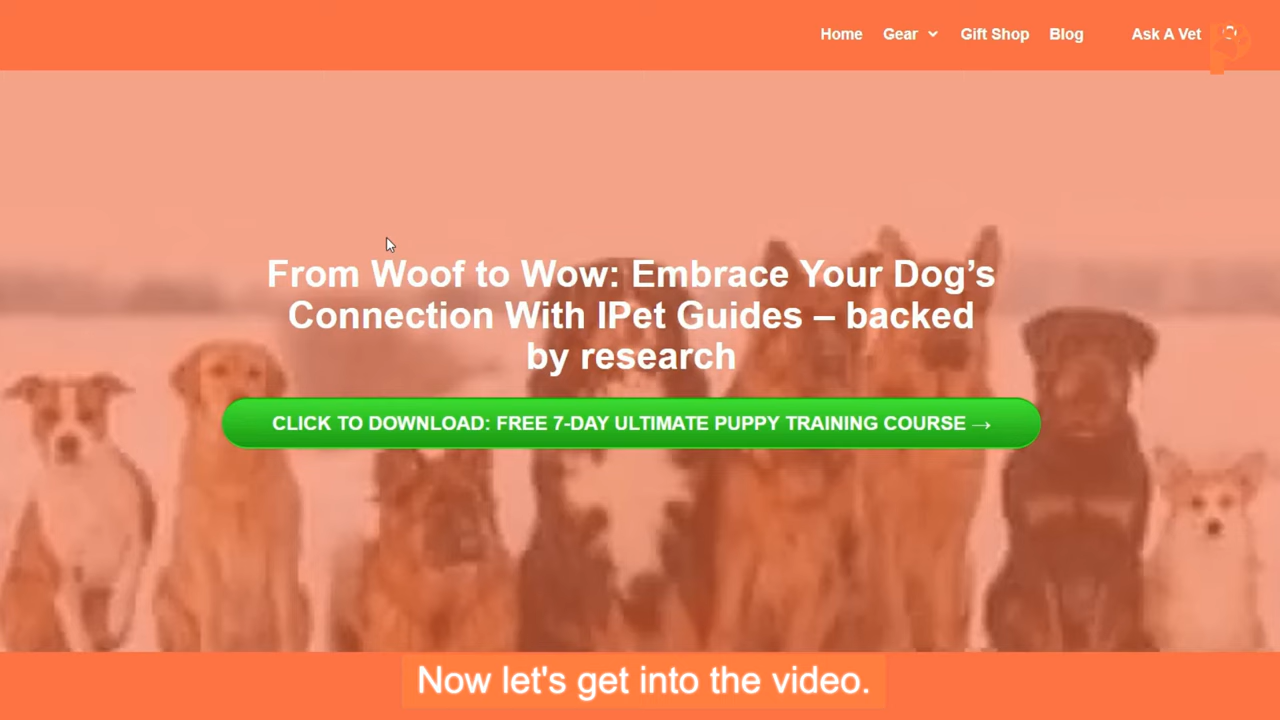 Home Gear Gift Shop Blog Ask A Vet
From Woof to Wow: Embrace Your Dog’s
Connection With IPet Guides – backed
by research
CLICK TO DOWNLOAD: FREE 7-DAY ULTIMATE PUPPY TRAINING COURSE →
Now let's get into the video.